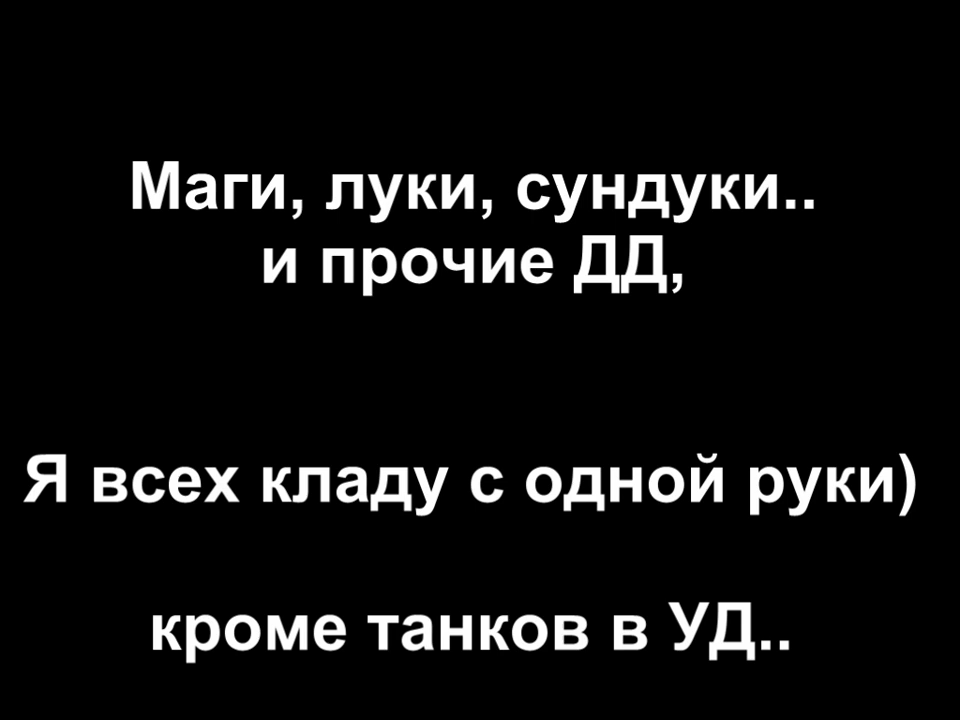 Маги, луки, сундуки..
и прочие ДД,
Я всех кладу с одной руки)
кроме танков в УД..